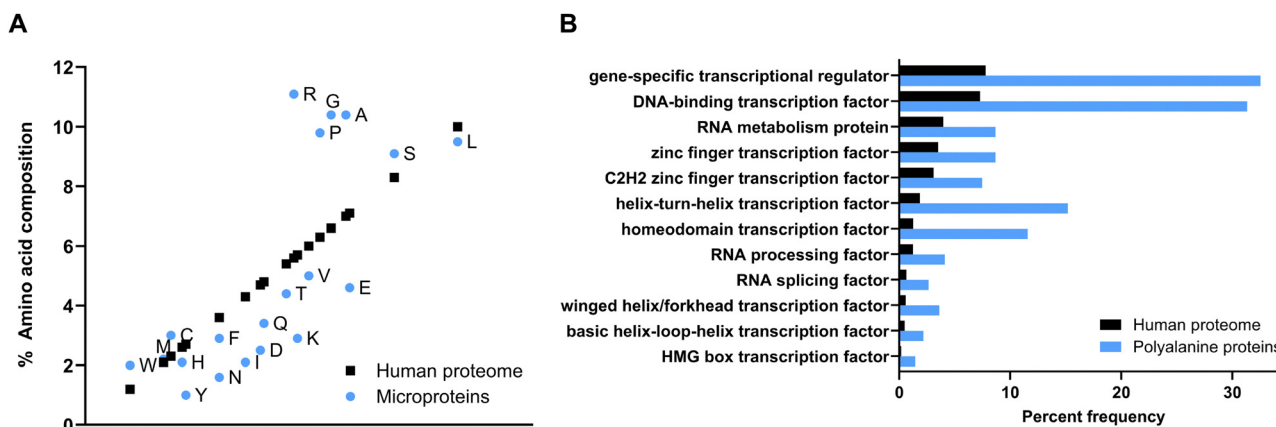 A
% Amino acid composition
12
10
8
6
4
2
0
R
G
A
P
S
L
V
E
T
Q
K
C
M
F
W
H
D
I
N
Y
Human proteome
Microproteins
B
gene-specific transcriptional regulator
DNA-binding transcription factor
RNA metabolism protein
zinc finger transcription factor
C2H2 zinc finger transcription factor
helix-turn-helix transcription factor
homeodomain transcription factor
RNA processing factor
RNA splicing factor
winged helix/forkhead transcription factor
basic helix-loop-helix transcription factor
HMG box transcription factor
Human proteome
Polyalanine proteins
0 10 20 30
Percent frequency